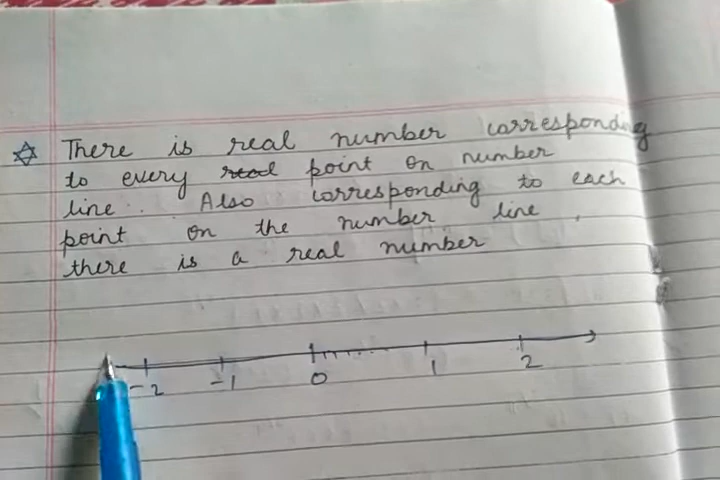 There is real number corresponding
to every real point on number
line. Also corresponding to each
point on the number line,
there is a real number
-2 -1 0 1 2